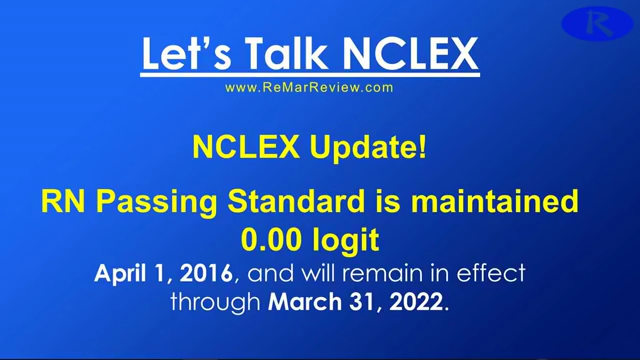 R
Let's Talk NCLEX
www.ReMarReview.com
NCLEX Update!
RN Passing Standard is maintained
0.00 logit
April 1, 2016, and will remain in effect
through March 31, 2022.